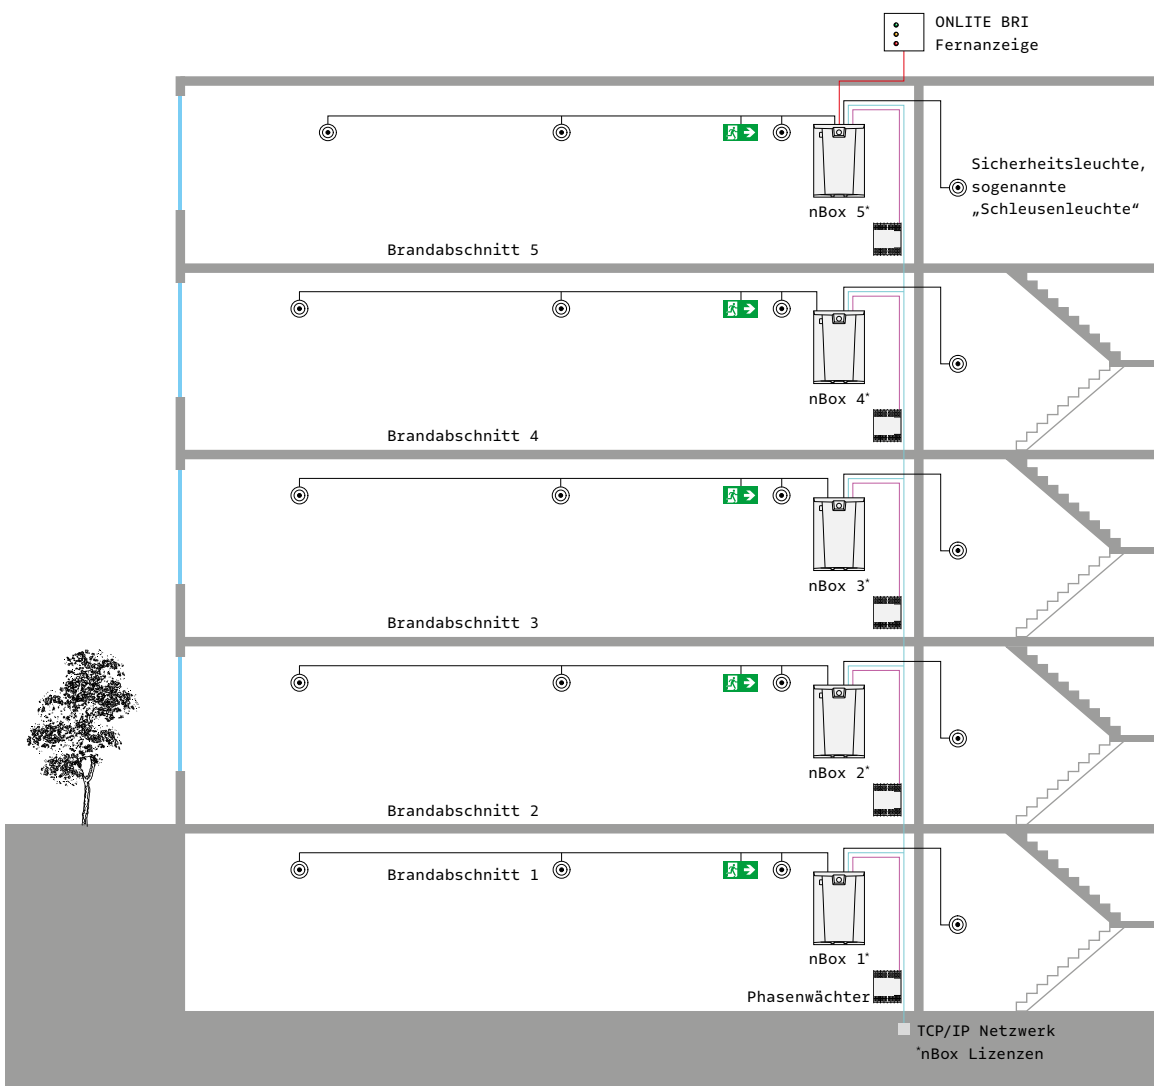 ONLITE BRI
Fernanzeige
Sicherheitsleuchte,
sogenannte
„Schleusenleuchte“
nBox 5*
Brandabschnitt 5
nBox 4*
Brandabschnitt 4
nBox 3*
Brandabschnitt 3
nBox 2*
Brandabschnitt 2
Brandabschnitt 1
nBox 1*
Phasenwächter
TCP/IP Netzwerk
*nBox Lizenzen